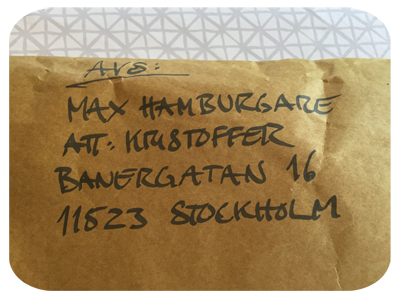 AVS:
MAX HAMBURGARE
ATT: KRISTOFFER
BANERGATAN 16
11523 STOCKHOLM